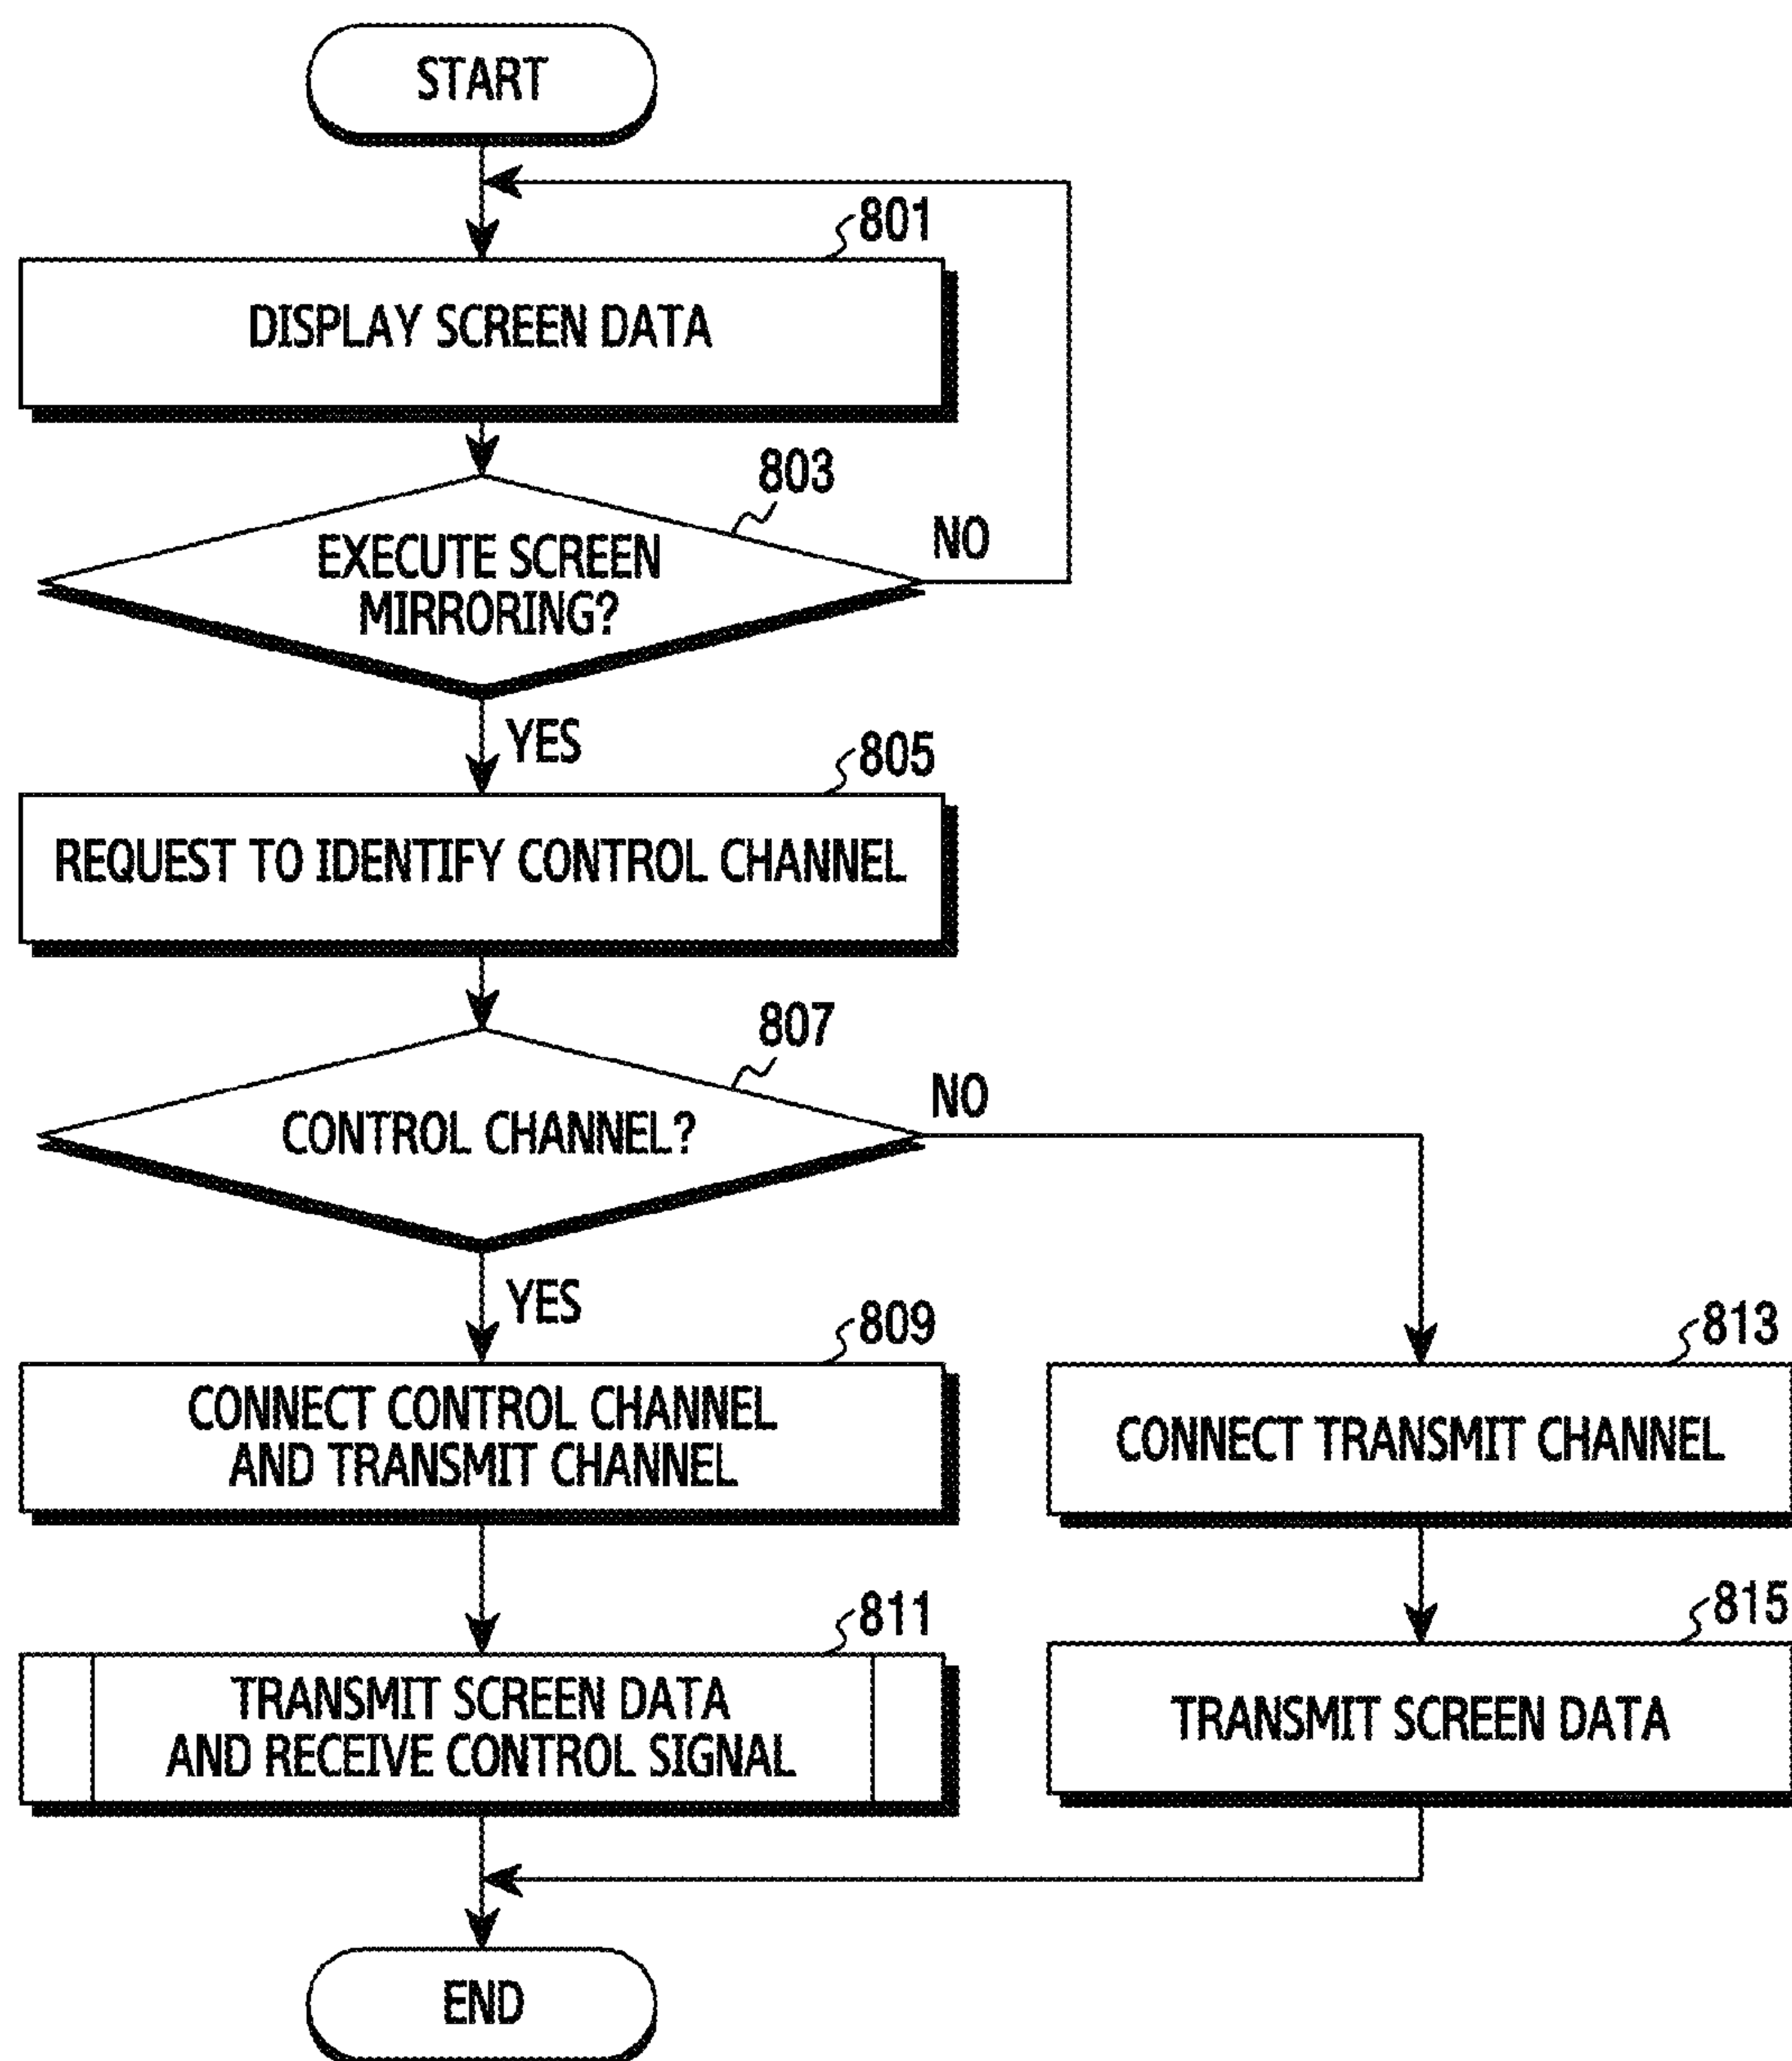 START
801
DISPLAY SCREEN DATA
803
EXECUTE SCREEN
MIRRORING?
NO
YES
805
REQUEST TO IDENTIFY CONTROL CHANNEL
807
CONTROL CHANNEL?
NO
YES
809
CONNECT CONTROL CHANNEL
AND TRANSMIT CHANNEL
813
CONNECT TRANSMIT CHANNEL
811
TRANSMIT SCREEN DATA
AND RECEIVE CONTROL SIGNAL
815
TRANSMIT SCREEN DATA
END